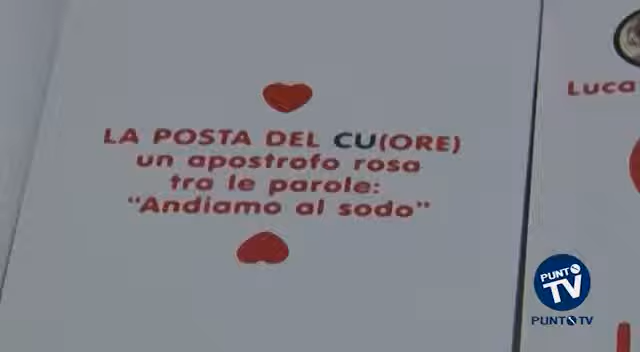 LA POSTA DEL CU(ORE)
un apostrofo rosa
tra le parole:
"Andiamo al sodo"
Luca
PUNTO
TV
PUNTO TV